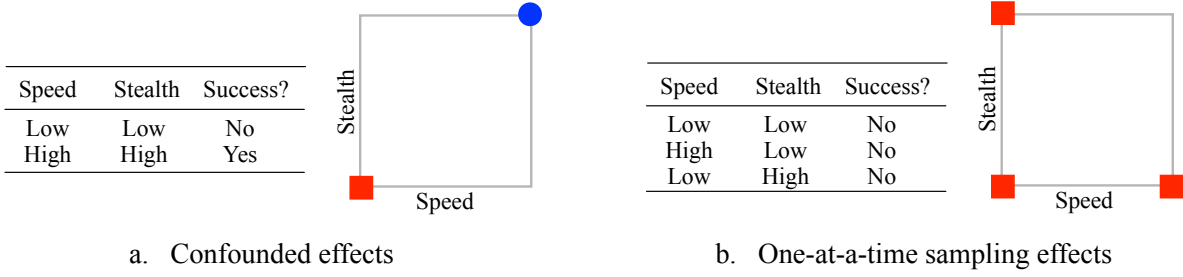 Speed Stealth Success?
Low Low No
High High Yes
Stealth
Speed
a. Confounded effects
Speed Stealth Success?
Low Low No
High Low No
Low High No
Stealth
Speed
b. One-at-a-time sampling effects